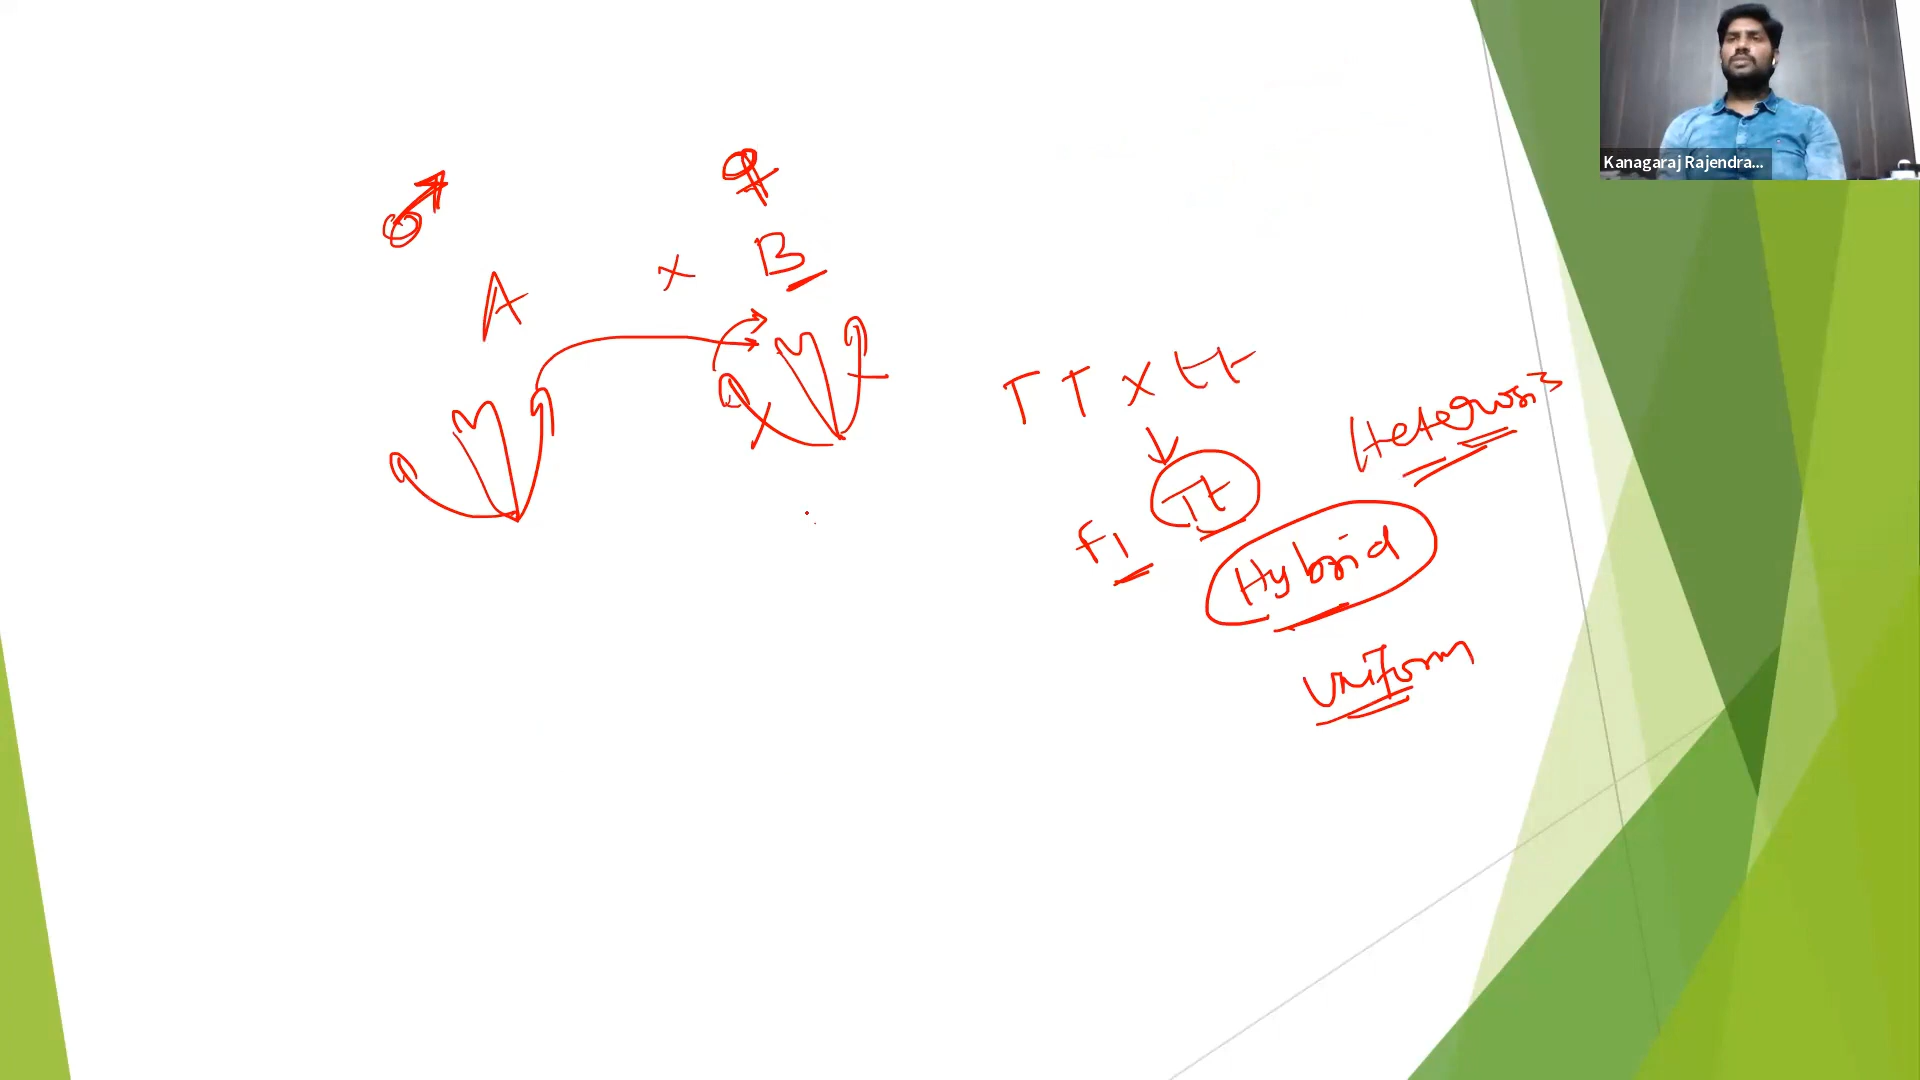 Kanagaraj Rajendra...
♂ ♀
A x B
TT x tt
Heterosis
Tt
F1
Hybrid
Uniform